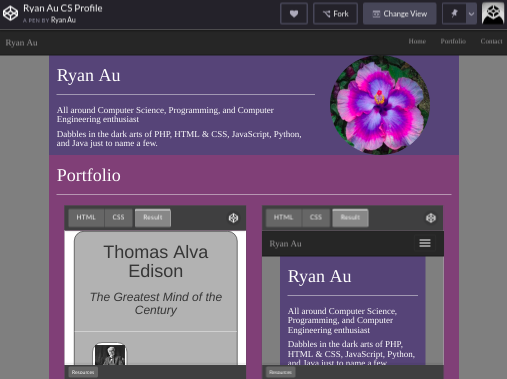 Ryan Au CS Profile
A PEN BY Ryan Au
Fork
Change View
Ryan Au
Home Portfolio Contact
Ryan Au
All around Computer Science, Programming, and Computer
Engineering enthusiast
Dabbles in the dark arts of PHP, HTML & CSS, JavaScript, Python,
and Java just to name a few.
Portfolio
HTML CSS Result
Thomas Alva
Edison
The Greatest Mind of the
Century
Resources
HTML CSS Result
Ryan Au
Ryan Au
All around Computer Science,
Programming, and Computer
Engineering enthusiast
Dabbles in the dark arts of PHP,
HTML & CSS, JavaScript, Python,
and Java just to name a few.
Resources